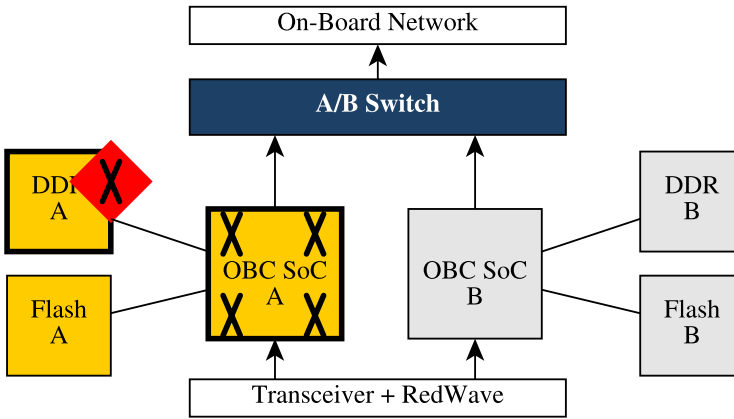 On-Board Network
A/B Switch
A
DDR
B
OBC SoC
A
OBC SoC
B
Flash
A
Flash
B
Transceiver + RedWave